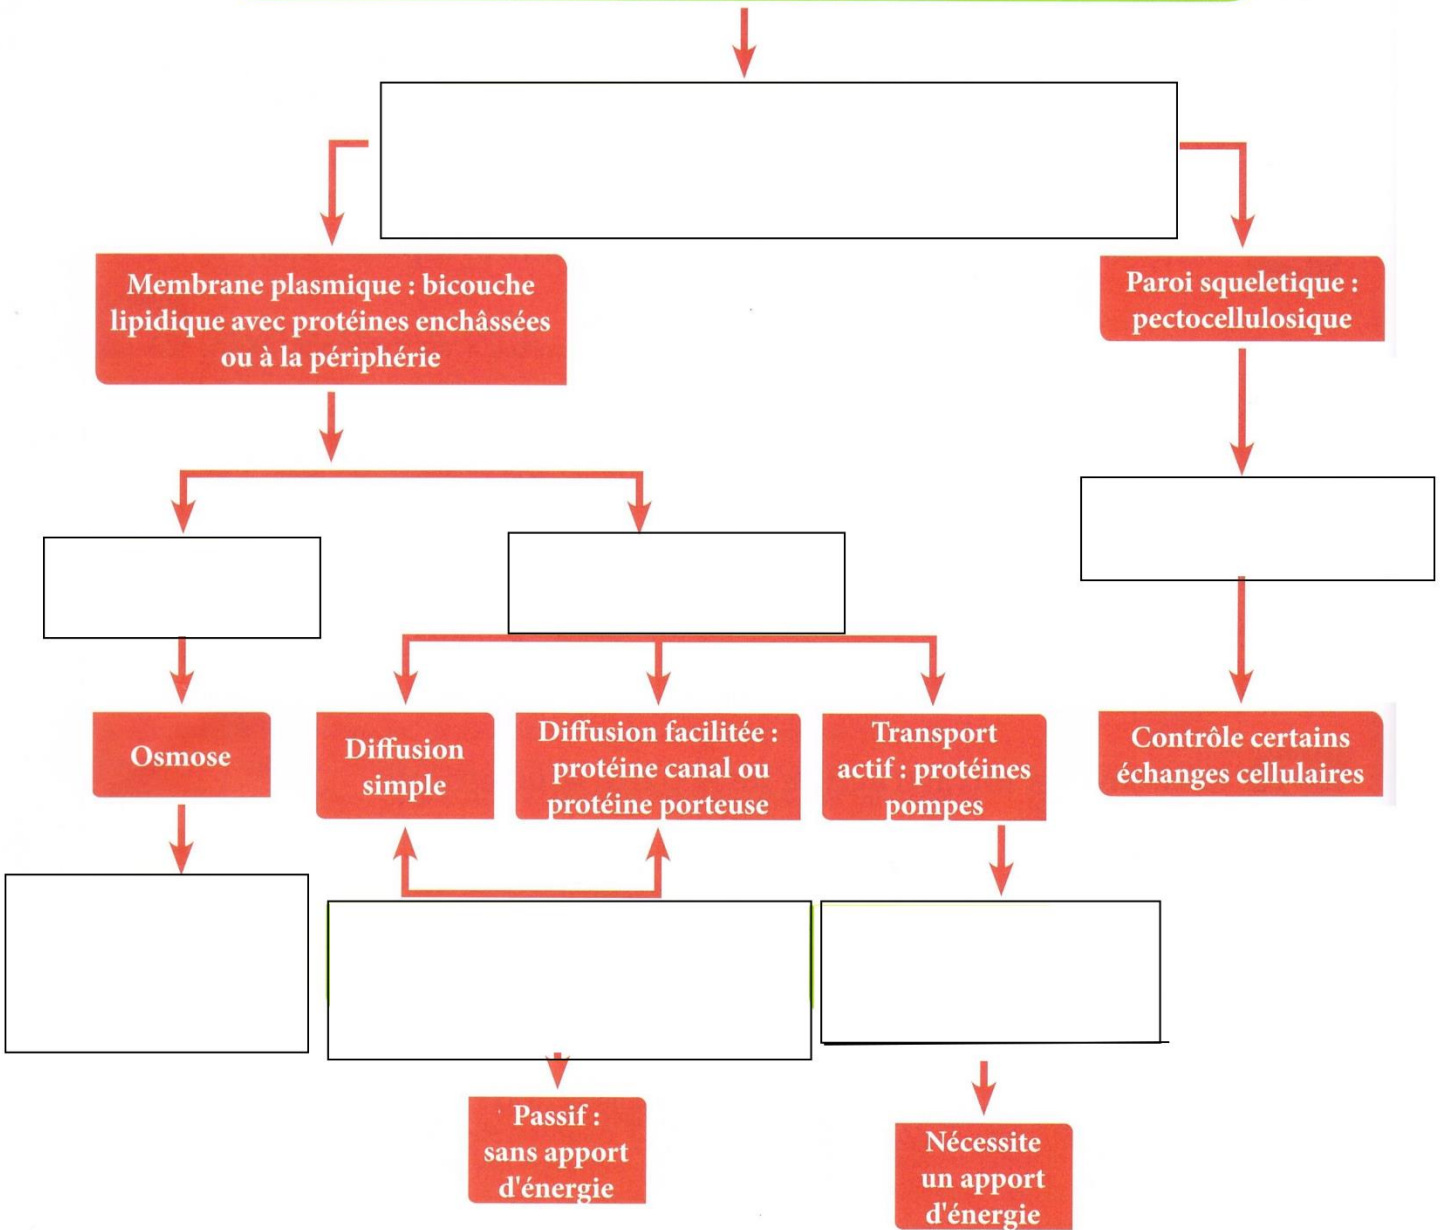 Membrane plasmique : bicouche
lipidique avec protéines enchâssées
ou à la périphérie
Paroi squeletique :
pectocellulosique
Osmose
Diffusion
simple
Diffusion facilitée :
protéine canal ou
protéine porteuse
Transport
actif : protéines
pompes
Contrôle certains
échanges cellulaires
Passif :
sans apport
d'énergie
Nécessite
un apport
d'énergie